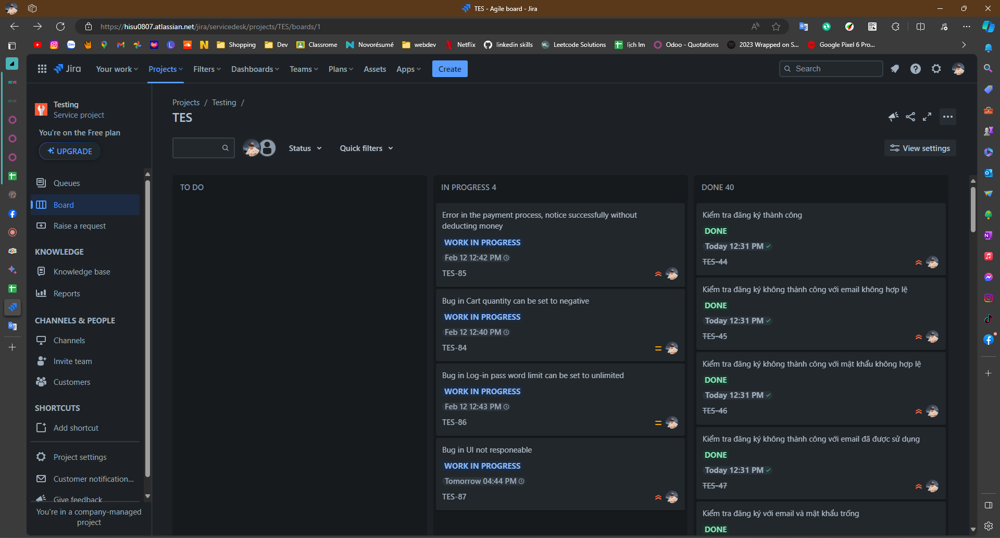 TES - Agile board - Jira
https://hisu0807.atlassian.net/jira/servicedesk/projects/TES/boards/1
Shopping
Dev
Classrome
Novorésumé
webdev
Netflix
linkedin skills
Leetcode Solutions
lịch lm
Odoo - Quotations
2023 Wrapped on S...
Google Pixel 6 Pro...
Jira
Your work
Projects
Filters
Dashboards
Teams
Plans
Assets
Apps
Create
Search
Testing
Service project
You're on the Free plan
UPGRADE
Queues
Board
Raise a request
KNOWLEDGE
Knowledge base
Reports
CHANNELS & PEOPLE
Channels
Invite team
Customers
SHORTCUTS
Add shortcut
Project settings
Customer notification...
Give feedback
You're in a company-managed
project
Projects / Testing /
TES
Status
Quick filters
View settings
TO DO
IN PROGRESS 4
Error in the payment process, notice successfully without
deducting money
WORK IN PROGRESS
Feb 12 12:42 PM
TES-85
Bug in Cart quantity can be set to negative
WORK IN PROGRESS
Feb 12 12:40 PM
TES-84
Bug in Log-in pass word limit can be set to unlimited
WORK IN PROGRESS
Feb 12 12:43 PM
TES-86
Bug in UI not responeable
WORK IN PROGRESS
Tomorrow 04:44 PM
TES-87
DONE 40
Kiểm tra đăng ký thành công
DONE
Today 12:31 PM
TES-44
Kiểm tra đăng ký không thành công với email không hợp lệ
DONE
Today 12:31 PM
TES-45
Kiểm tra đăng ký không thành công với mật khẩu không hợp lệ
DONE
Today 12:31 PM
TES-46
Kiểm tra đăng ký không thành công với email đã được sử dụng
DONE
Today 12:31 PM
TES-47
Kiểm tra đăng ký với email và mật khẩu trống
DONE